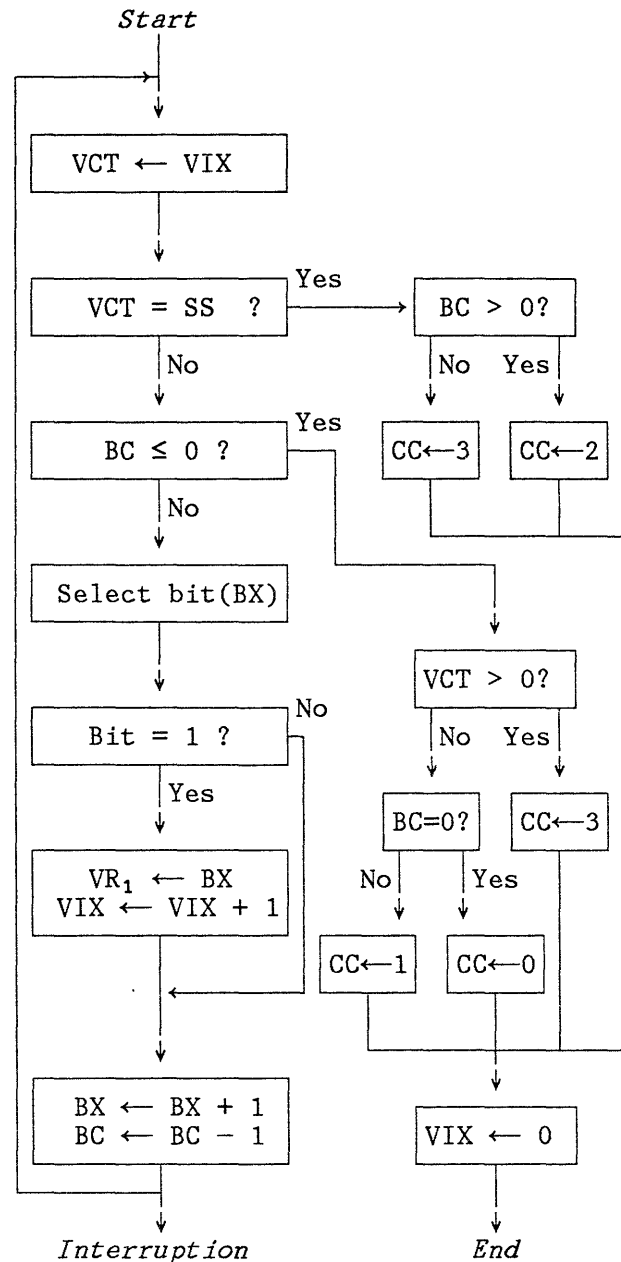 Start
VCT ← VIX
Yes
VCT = SS ?
BC > 0?
No
No Yes
Yes
BC ≤ 0 ?
CC←3
CC←2
No
Select bit(BX)
VCT > 0?
No
Bit = 1 ?
No Yes
Yes
BC=0?
CC←3
VR₁ ← BX
VIX ← VIX + 1
No Yes
CC←1
CC←0
BX ← BX + 1
BC ← BC - 1
VIX ← 0
Interruption
End